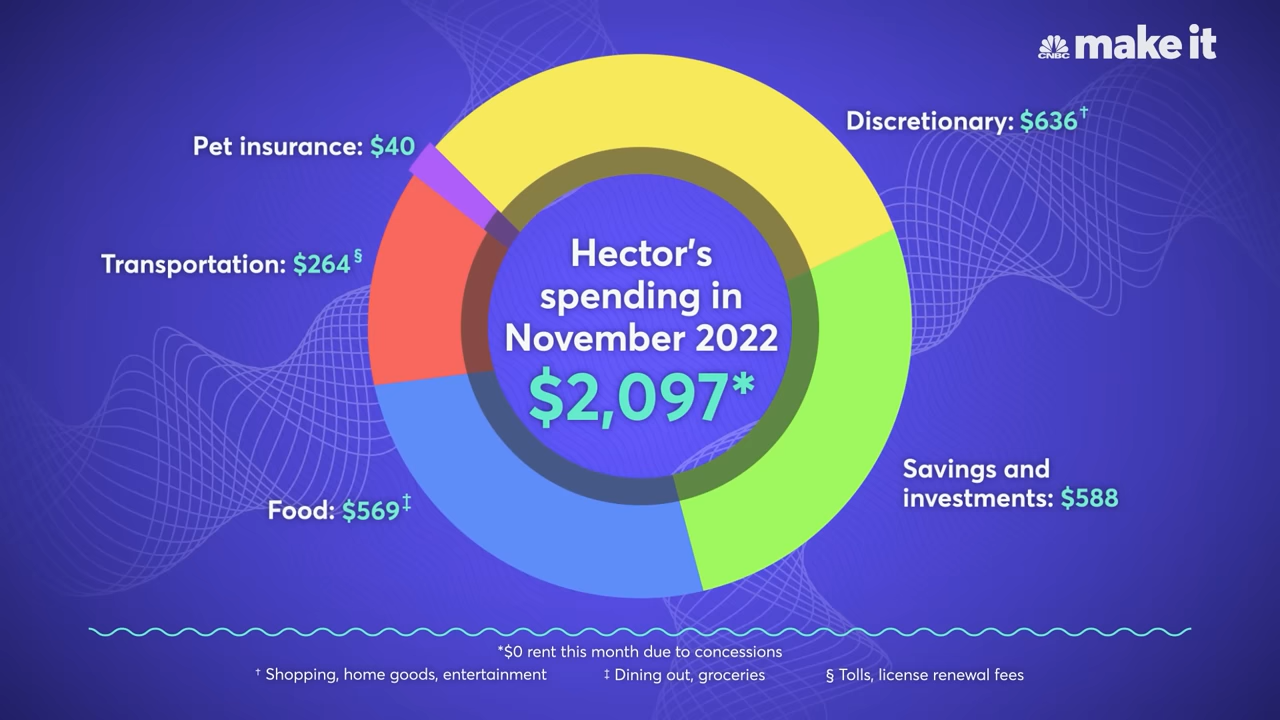 CNBC make it
Discretionary: $636†
Pet insurance: $40
Transportation: $264§
Hector's
spending in
November 2022
$2,097*
Savings and
investments: $588
Food: $569‡
*$0 rent this month due to concessions
† Shopping, home goods, entertainment
‡ Dining out, groceries
§ Tolls, license renewal fees